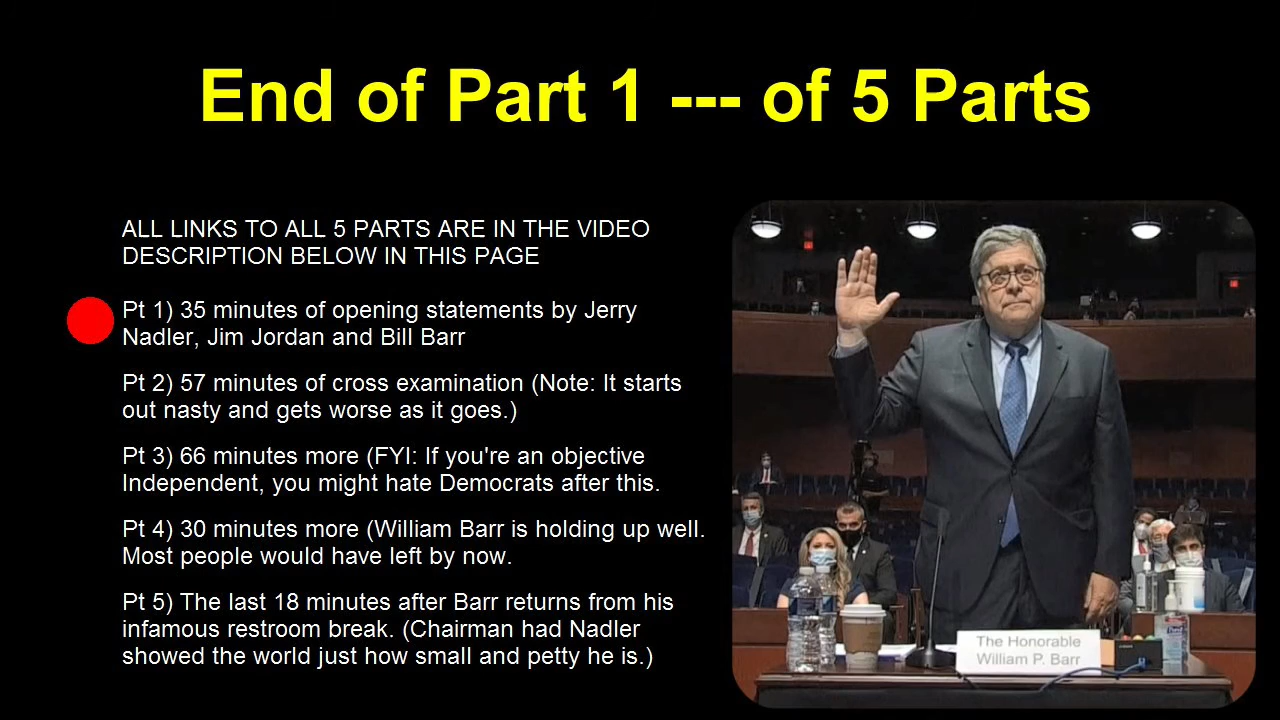 End of Part 1 --- of 5 Parts
ALL LINKS TO ALL 5 PARTS ARE IN THE VIDEO
DESCRIPTION BELOW IN THIS PAGE
Pt 1) 35 minutes of opening statements by Jerry
Nadler, Jim Jordan and Bill Barr
Pt 2) 57 minutes of cross examination (Note: It starts
out nasty and gets worse as it goes.)
Pt 3) 66 minutes more (FYI: If you're an objective
Independent, you might hate Democrats after this.
Pt 4) 30 minutes more (William Barr is holding up well.
Most people would have left by now.
Pt 5) The last 18 minutes after Barr returns from his
infamous restroom break. (Chairman had Nadler
showed the world just how small and petty he is.)
The Honorable
William P. Barr